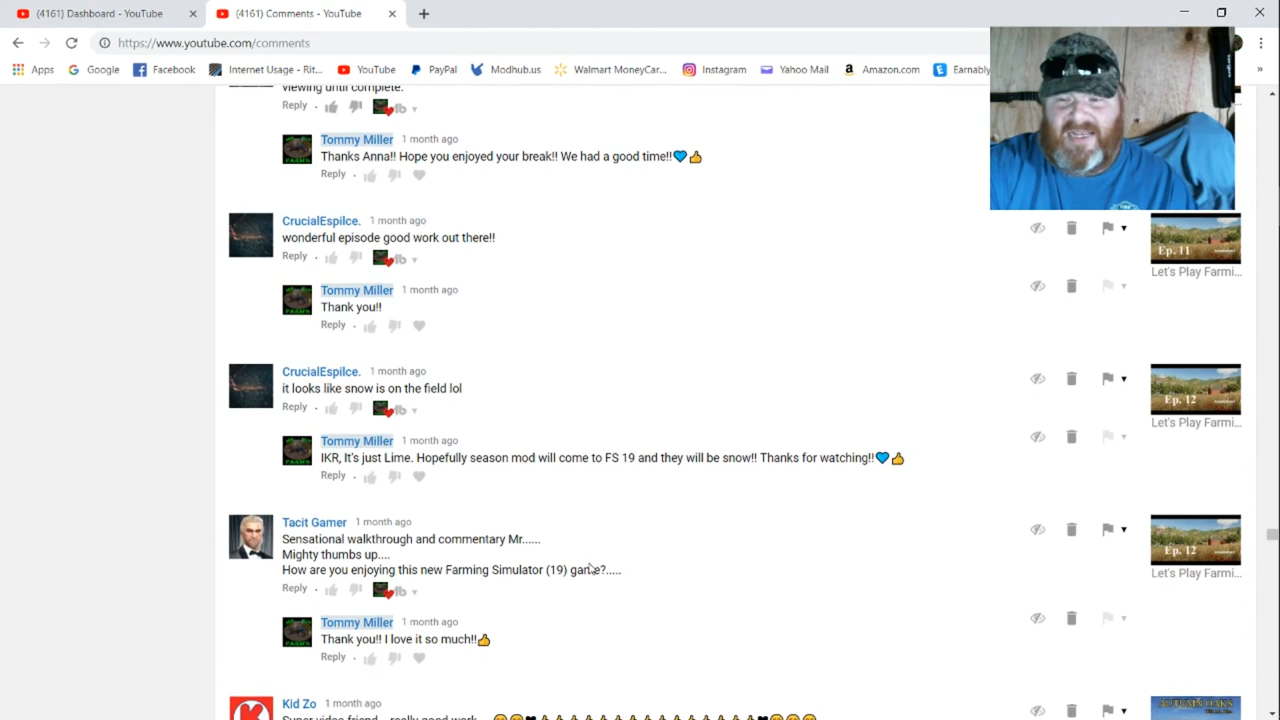 (4161) Dashboard - YouTube
(4161) Comments - YouTube
https://www.youtube.com/comments
Apps Google Facebook Internet Usage - Rit... YouTube PayPal Modhub.us Walmart MoneyCar... Instagram Yahoo Mail Amazon.com Earnably
viewing until complete.
Reply
Tommy Miller 1 month ago
Thanks Anna!! Hope you enjoyed your break!! We had a good time!!💙👍
Reply
CrucialEspilce. 1 month ago
wonderful episode good work out there!!
Reply
Ep. 11
Let's Play Farmi...
Tommy Miller 1 month ago
Thank you!!
Reply
CrucialEspilce. 1 month ago
it looks like snow is on the field lol
Reply
Ep. 12
Let's Play Farmi...
Tommy Miller 1 month ago
IKR, It's just Lime. Hopefully season mod will come to FS 19 and they will be snow!! Thanks for watching!!💙👍
Reply
Tacit Gamer 1 month ago
Sensational walkthrough and commentary Mr......
Mighty thumbs up....
How are you enjoying this new Farming Simulator (19) game?.....
Reply
Ep. 12
Let's Play Farmi...
Tommy Miller 1 month ago
Thank you!! I love it so much!!👍
Reply
Kid Zo 1 month ago
Super video friend...really good work...
AUTUMN OAKS